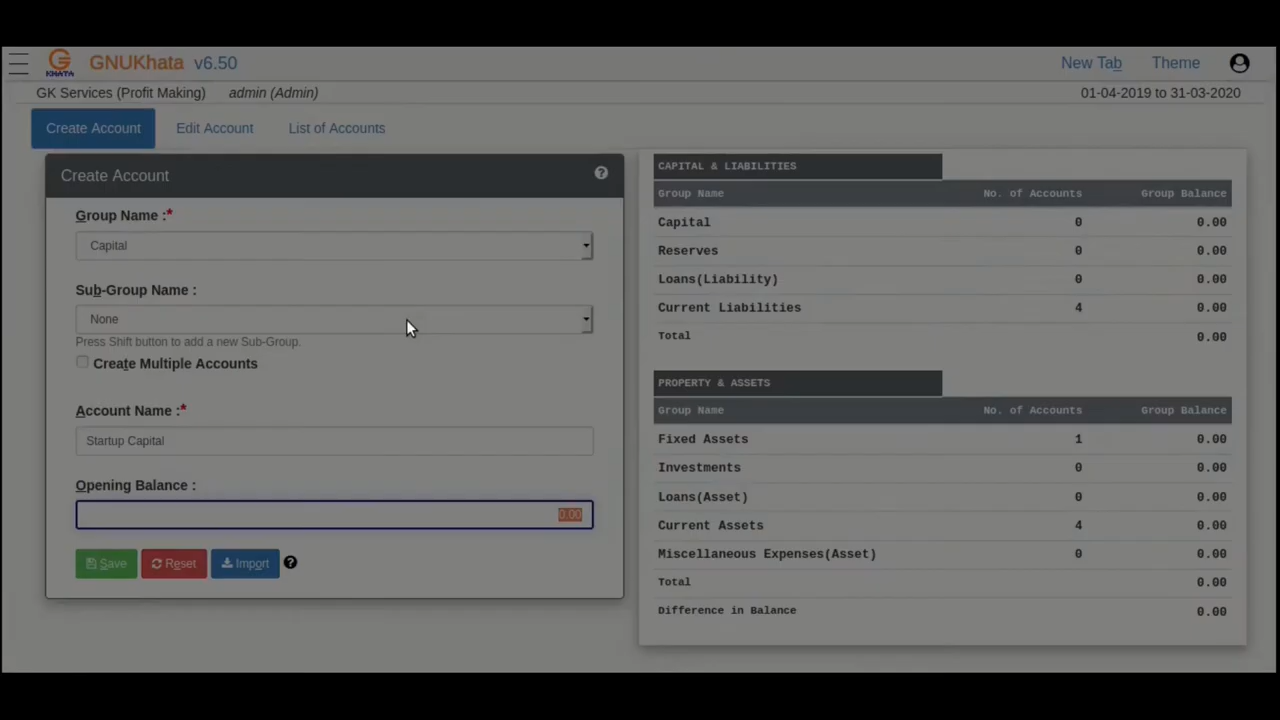 GNUKhata v6.50
New Tab
Theme
G
KHATA
GK Services (Profit Making)
admin (Admin)
01-04-2019 to 31-03-2020
Create Account
Edit Account
List of Accounts
Create Account
?
Group Name :*
Capital
Sub-Group Name :
None
Press Shift button to add a new Sub-Group.
Create Multiple Accounts
Account Name :*
Startup Capital
Opening Balance :
0.00
Save
Reset
Import
?
CAPITAL & LIABILITIES
Group Name No. of Accounts Group Balance
Capital 0 0.00
Reserves 0 0.00
Loans(Liability) 0 0.00
Current Liabilities 4 0.00
Total 0.00
PROPERTY & ASSETS
Group Name No. of Accounts Group Balance
Fixed Assets 1 0.00
Investments 0 0.00
Loans(Asset) 0 0.00
Current Assets 4 0.00
Miscellaneous Expenses(Asset) 0 0.00
Total 0.00
Difference in Balance 0.00